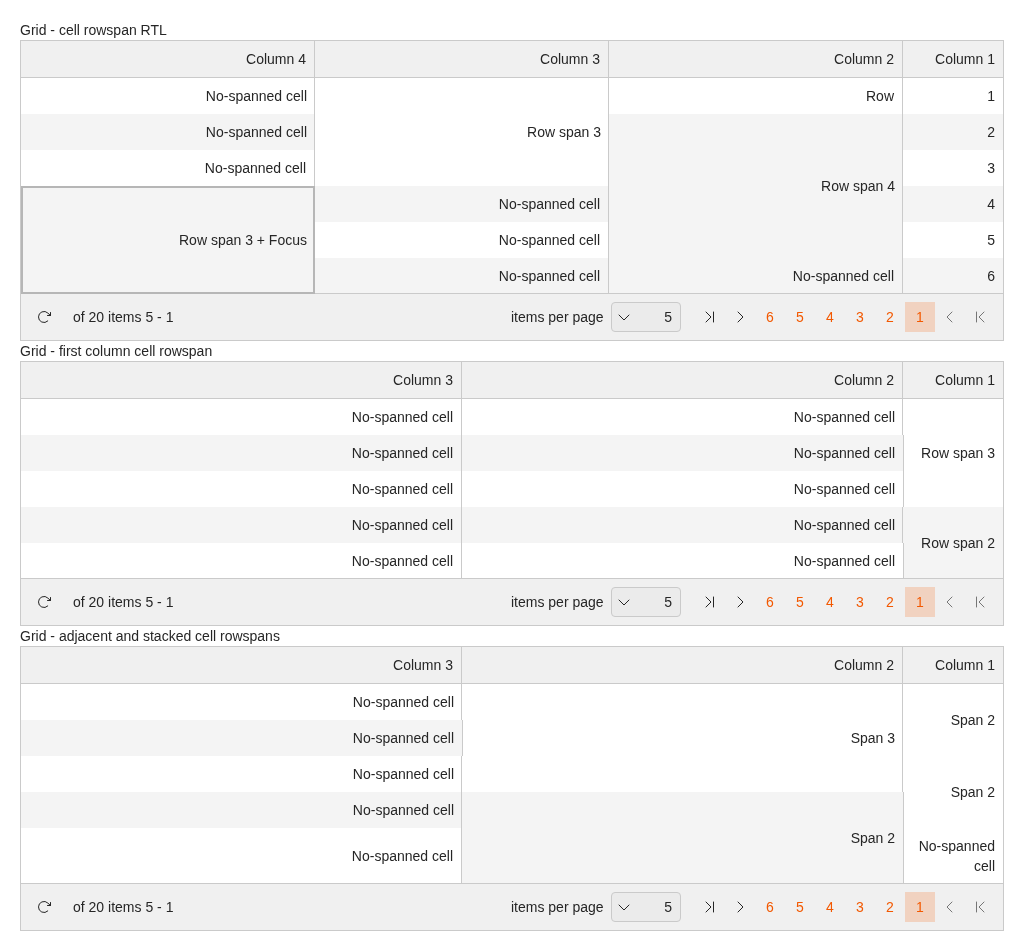 Grid - cell rowspan RTL
Column 4 Column 3 Column 2 Column 1
No-spanned cell Row 1
No-spanned cell Row span 3 2
No-spanned cell 3
Row span 4
No-spanned cell 4
Row span 3 + Focus No-spanned cell 5
No-spanned cell No-spanned cell 6
of 20 items 5 - 1 items per page 5 6 5 4 3 2 1
Grid - first column cell rowspan
Column 3 Column 2 Column 1
No-spanned cell No-spanned cell
No-spanned cell No-spanned cell Row span 3
No-spanned cell No-spanned cell
No-spanned cell No-spanned cell
Row span 2
No-spanned cell No-spanned cell
of 20 items 5 - 1 items per page 5 6 5 4 3 2 1
Grid - adjacent and stacked cell rowspans
Column 3 Column 2 Column 1
No-spanned cell
Span 2
No-spanned cell Span 3
No-spanned cell
Span 2
No-spanned cell
Span 2
No-spanned
No-spanned cell
cell
of 20 items 5 - 1 items per page 5 6 5 4 3 2 1